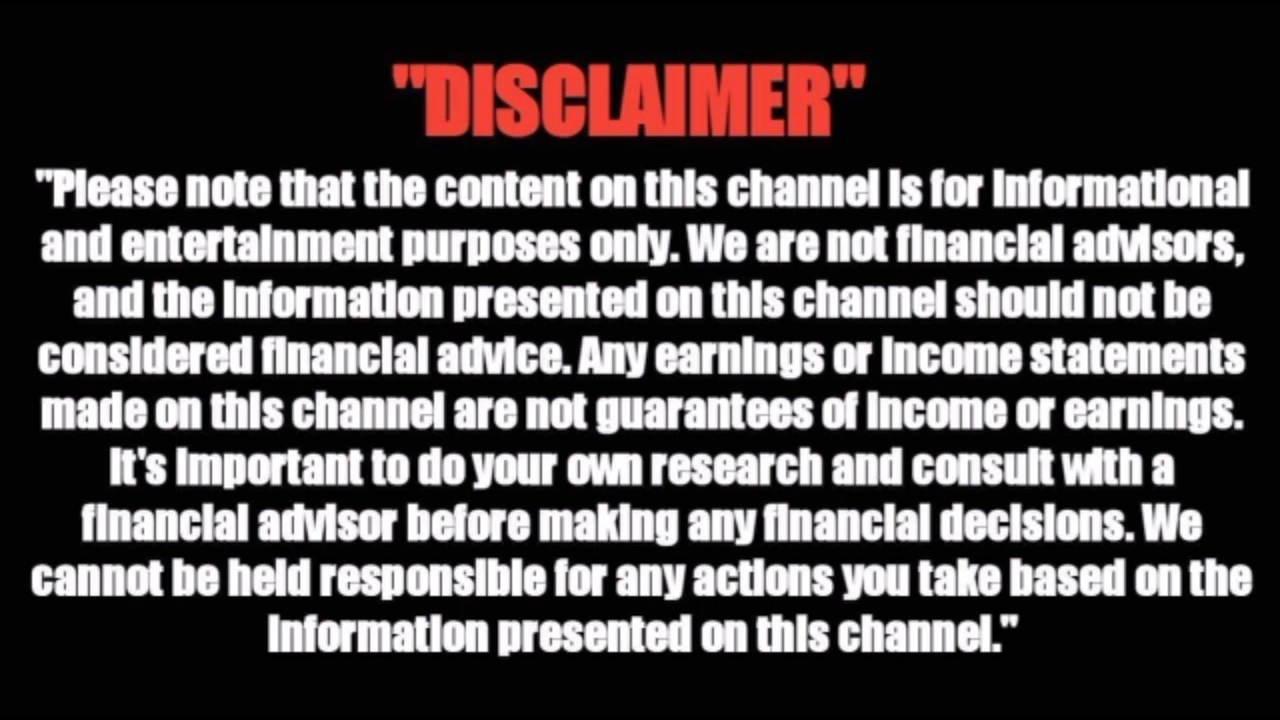 "DISCLAIMER"
"Please note that the content on this channel is for informational
and entertainment purposes only. We are not financial advisors,
and the information presented on this channel should not be
considered financial advice. Any earnings or income statements
made on this channel are not guarantees of income or earnings.
It's important to do your own research and consult with a
financial advisor before making any financial decisions. We
cannot be held responsible for any actions you take based on the
information presented on this channel."